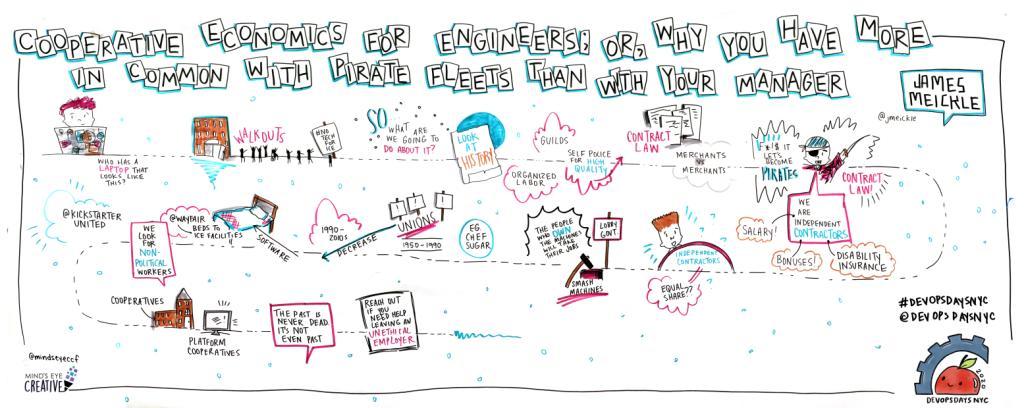 COOPERATIVE ECONOMICS FOR ENGINEERS; OR, WHY YOU HAVE MORE
IN COMMON WITH PIRATE FLEETS THAN WITH YOUR MANAGER
JAMES
MEICKLE
@jmeickle
WHO HAS A
LAPTOP THAT
LOOKS LIKE
THIS?
WALKOUTS
#NO
TECH
FOR
ICE
SO
WHAT ARE
WE GOING TO
DO ABOUT IT?
LOOK
AT
HISTORY!
GUILDS
ORGANIZED
LABOR
SELF POLICE
FOR HIGH
QUALITY!
CONTRACT
LAW
MERCHANTS
VS
MERCHANTS
F*!$ IT
LET'S
BECOME
PIRATES
CONTRACT
LAW!
WE
ARE
INDEPENDENT
CONTRACTORS
SALARY!
BONUSES!
DISABILITY
INSURANCE
INDEPENDENT
CONTRACTORS
EQUAL
SHARE??
LOBBY
GOVT.
THE PEOPLE
WHO OWN
THE MACHINES
WILL TAKE
THEIR JOBS
SMASH
MACHINES
EG
CHEF
SUGAR
UNIONS
1950-1990
DECREASE
1990-
2010s
SOFTWARE
@WAYFAIR
BEDS TO
ICE FACILITIES
WE
LOOK
FOR
NON-
POLITICAL
WORKERS
@KICKSTARTER
UNITED
COOPERATIVES
PLATFORM
COOPERATIVES
THE PAST IS
NEVER DEAD.
IT'S NOT
EVEN PAST
REACH OUT
IF YOU
NEED HELP
LEAVING AN
UNETHICAL
EMPLOYER
#DEVOPSDAYSNYC
@DEVOPSDAYSNYC
@mindseyeccf
MIND'S EYE
CREATIVE
2020
DEVOPSDAYS NYC